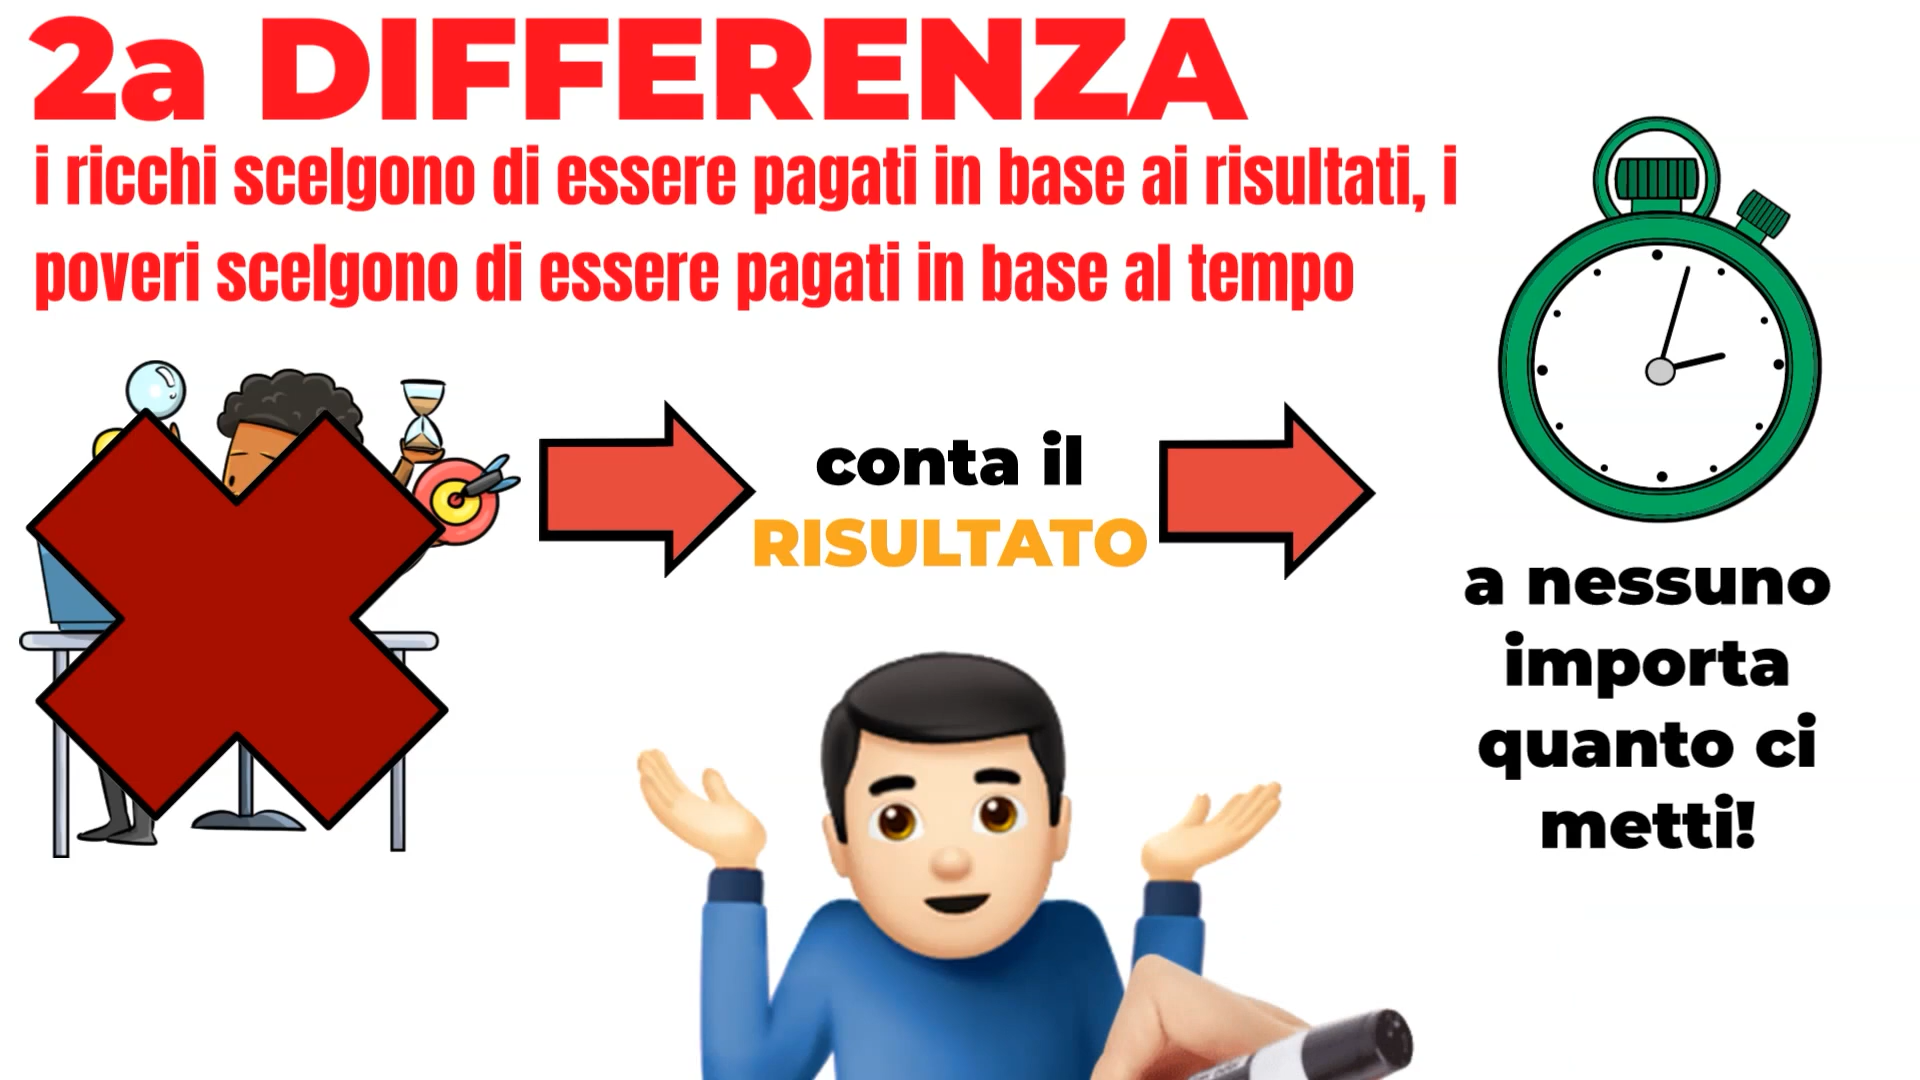 2a DIFFERENZA
i ricchi scelgono di essere pagati in base ai risultati, i
poveri scelgono di essere pagati in base al tempo
conta il
RISULTATO
a nessuno
importa
quanto ci
metti!